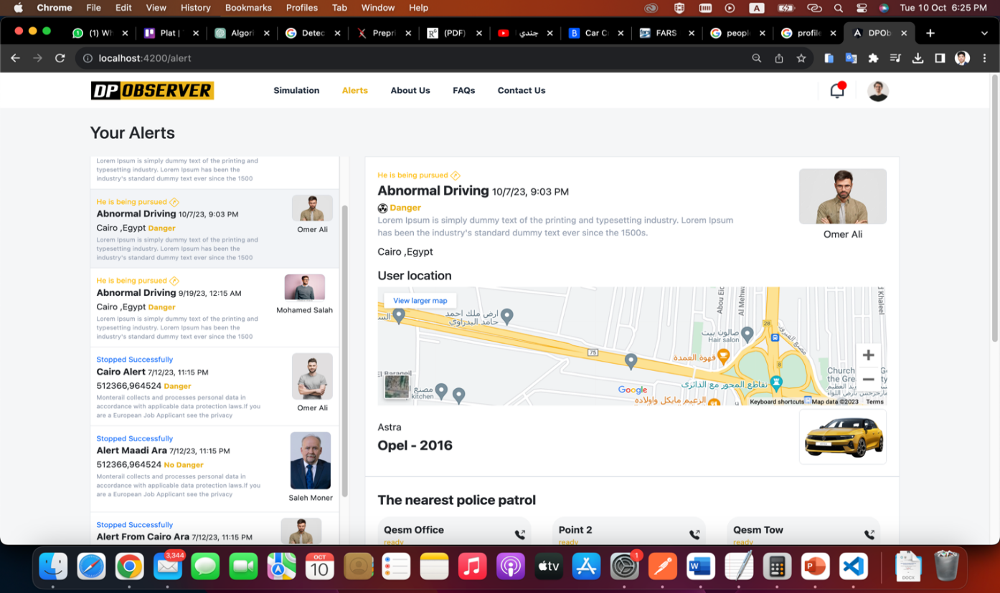 Chrome File Edit View History Bookmarks Profiles Tab Window Help A Tue 10 Oct 6:25 PM
(1) Wh Plat | Algori Detec Prepri (PDF) جندي Car C FARS peopl profile DPOb
localhost:4200/alert
DP OBSERVER Simulation Alerts About Us FAQs Contact Us
Your Alerts
Lorem Ipsum is simply dummy text of the printing and
typesetting industry. Lorem Ipsum has been the
industry's standard dummy text ever since the 1500
He is being pursued
Abnormal Driving 10/7/23, 9:03 PM
Cairo ,Egypt Danger
Lorem Ipsum is simply dummy text of the printing and
typesetting industry. Lorem Ipsum has been the
industry's standard dummy text ever since the 1500
Omer Ali
He is being pursued
Abnormal Driving 9/19/23, 12:15 AM
Cairo ,Egypt Danger
Lorem Ipsum is simply dummy text of the printing and
typesetting industry. Lorem Ipsum has been the
industry's standard dummy text ever since the 1500
Mohamed Salah
Stopped Successfully
Cairo Alert 7/12/23, 11:15 PM
512366,964524 Danger
Monterail collects and processes personal data in
accordance with applicable data protection laws.If you
are a European Job Applicant see the privacy
Omer Ali
Stopped Successfully
Alert Maadi Ara 7/12/23, 11:15 PM
512366,964524 No Danger
Monterail collects and processes personal data in
accordance with applicable data protection laws.If you
are a European Job Applicant see the privacy
Saleh Moner
Stopped Successfully
Alert From Cairo Ara 7/12/23, 11:15 PM
He is being pursued
Abnormal Driving 10/7/23, 9:03 PM
Danger
Lorem Ipsum is simply dummy text of the printing and typesetting industry. Lorem Ipsum
has been the industry's standard dummy text ever since the 1500s.
Omer Ali
Cairo ,Egypt
User location
View larger map
ارض ملك احمد
حامد البدراوي
Abou Eic
Al Mehwa
Khaleel
26
صالون بيت
Hair salon
75
قهوة العمدة
8
El Barageil
مصنع
kitchen
Google
تقاطع المحور مع الدائري
الزعيم مايكل واولاده
Church
the Gre
Keyboard shortcuts Map data ©2023 Terms
Astra
Opel - 2016
The nearest police patrol
Qesm Office
ready
Point 2
ready
Qesm Tow
ready
3,344
OCT
10
tv
1
W
P
DOCX